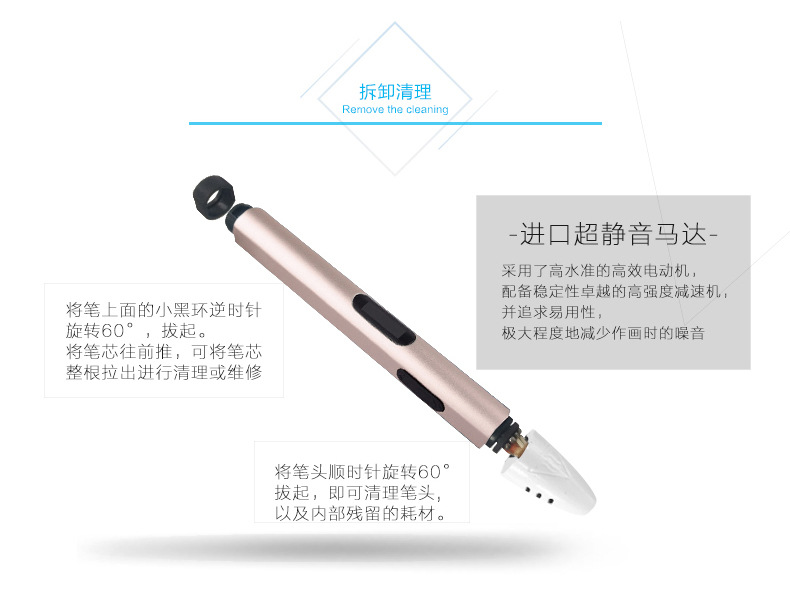 拆卸清理
Remove the cleaning
-进口超静音马达-
采用了高水准的高效电动机，
配备稳定性卓越的高强度减速机，
并追求易用性，
极大程度地减少作画时的噪音
将笔上面的小黑环逆时针
旋转60°，拔起。
将笔芯往前推，可将笔芯
整根拉出进行清理或维修
将笔头顺时针旋转60°
拔起，即可清理笔头，
以及内部残留的耗材。